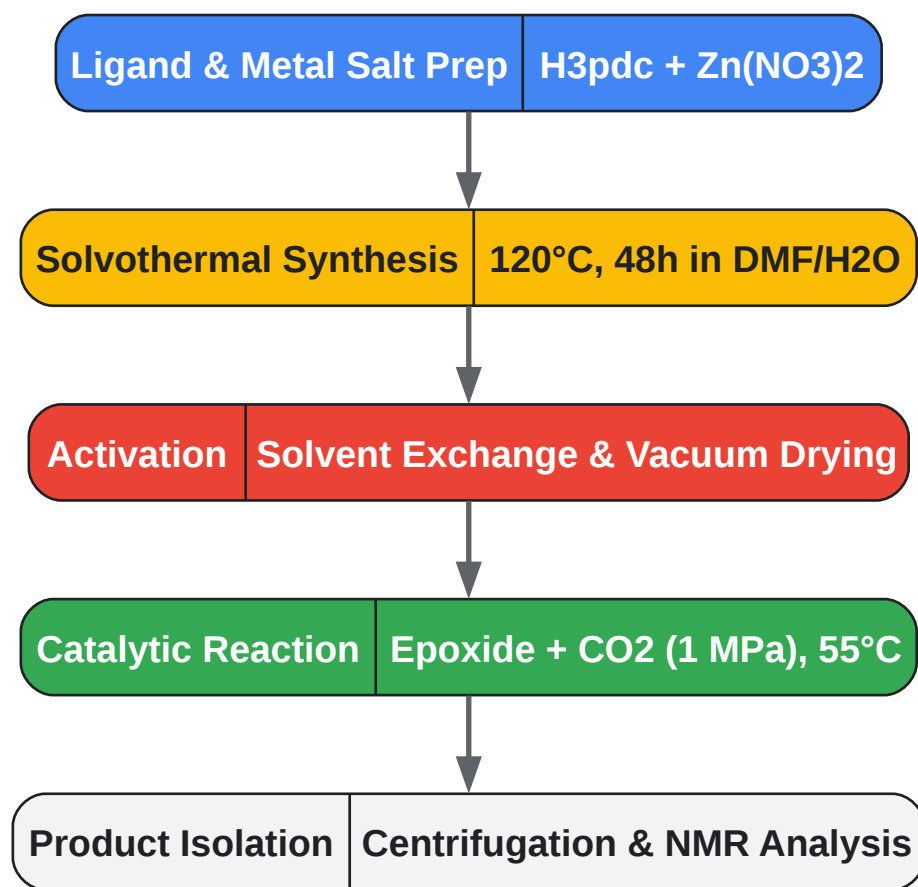 Ligand & Metal Salt Prep H3pdc + Zn(NO3)2
Solvothermal Synthesis 120°C, 48h in DMF/H2O
Activation Solvent Exchange & Vacuum Drying
Catalytic Reaction Epoxide + CO2 (1 MPa), 55°C
Product Isolation Centrifugation & NMR Analysis